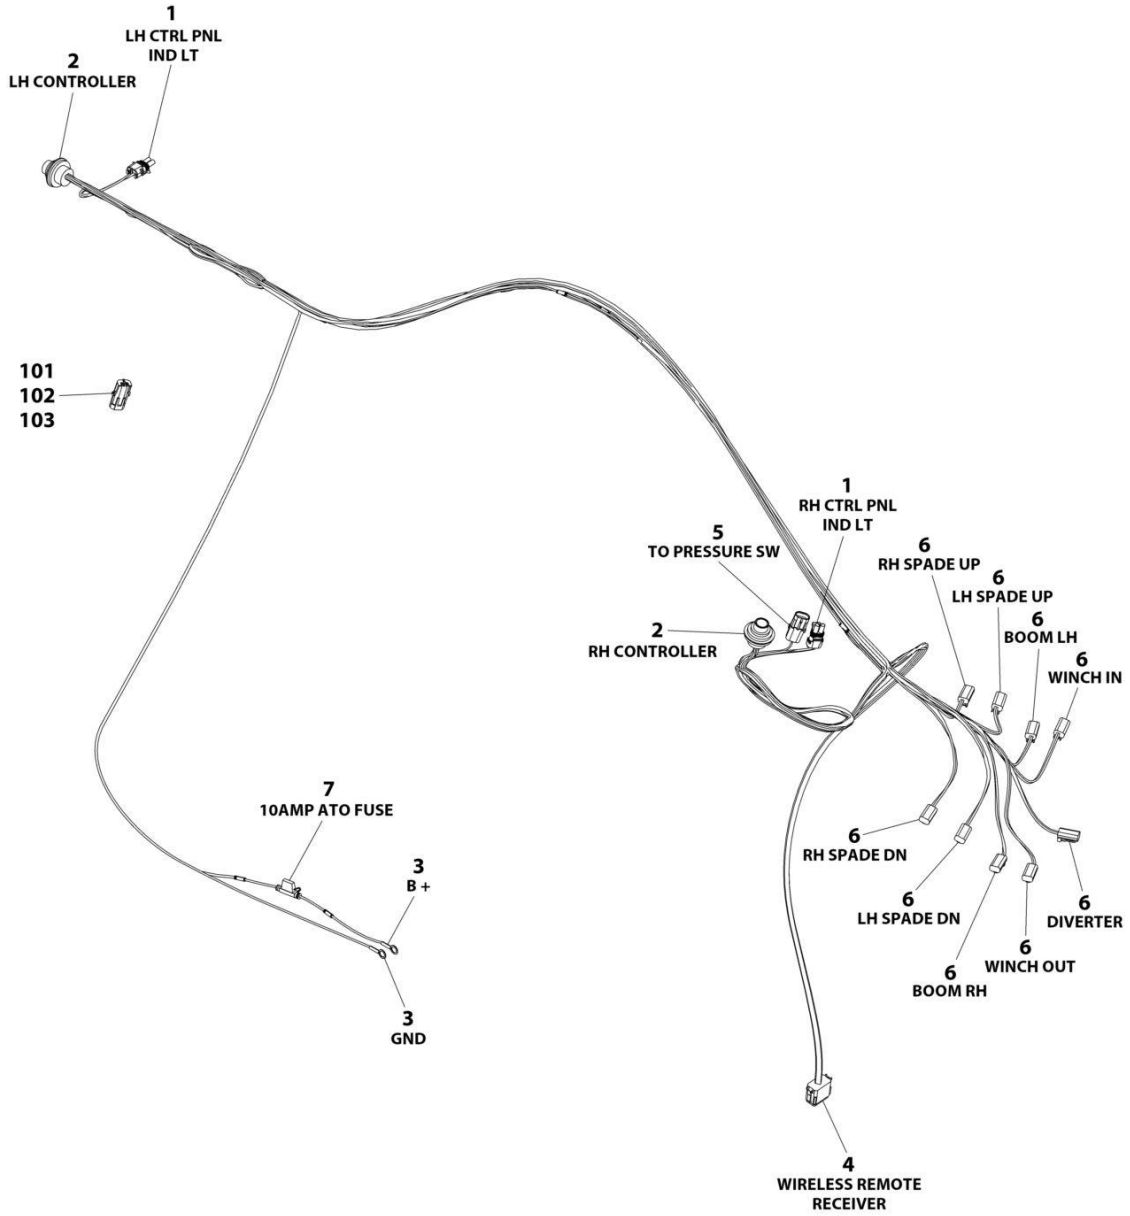 1
LH CTRL PNL
IND LT
2
LH CONTROLLER
101
102
103
1
RH CTRL PNL
IND LT
5
TO PRESSURE SW
6
RH SPADE UP
6
LH SPADE UP
6
BOOM LH
6
WINCH IN
2
RH CONTROLLER
7
10AMP ATO FUSE
3
B +
6
RH SPADE DN
6
LH SPADE DN
6
DIVERTER
6
WINCH OUT
6
BOOM RH
3
GND
4
WIRELESS REMOTE
RECEIVER